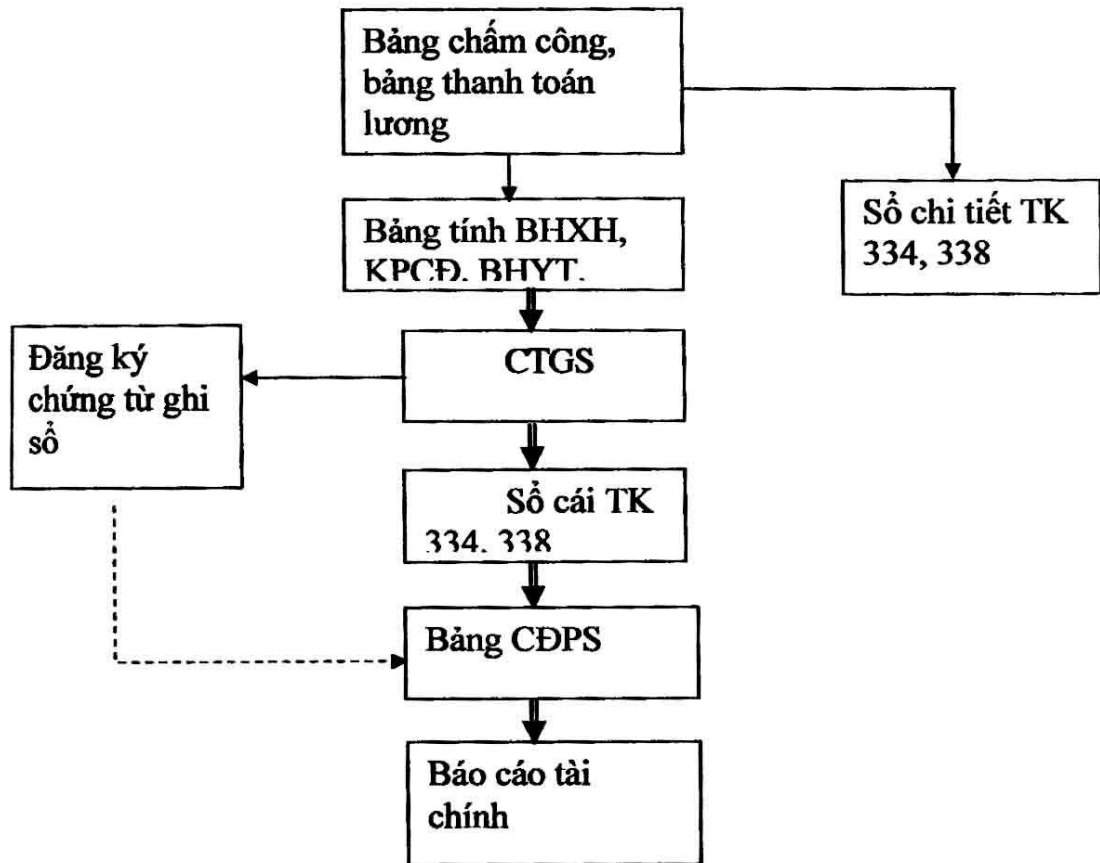 Bảng chấm công,
bảng thanh toán
lương
Sổ chi tiết TK
334, 338
Bảng tính BHXH,
KPCĐ, BHYT,
Đăng ký
chứng từ ghi
sổ
CTGS
Sổ cái TK
334, 338
Bảng CĐPS
Báo cáo tài
chính